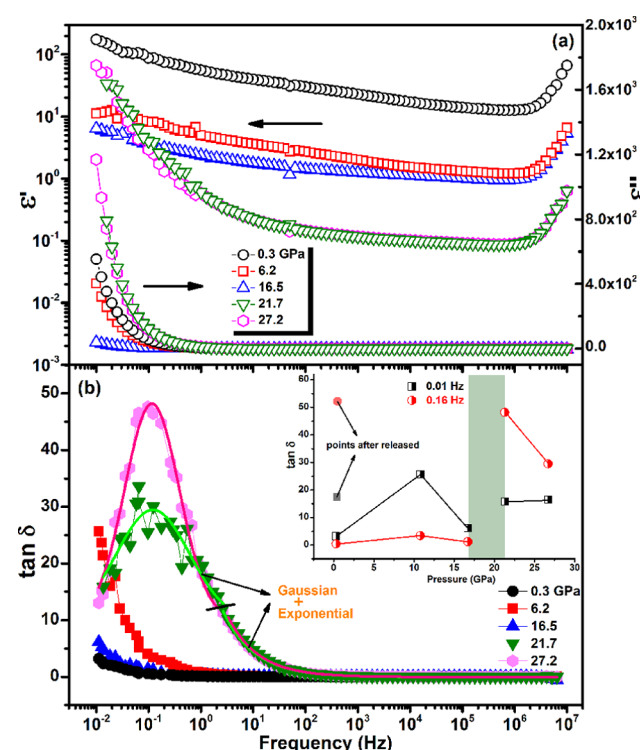 (a)
2.0x10³
1.6x10³
1.2x10³
8.0x10²
4.0x10²
0.0
ε'
ε"
10²
10¹
10⁰
10⁻¹
10⁻²
10⁻³
0.3 GPa
6.2
16.5
21.7
27.2
(b)
50
40
30
20
10
0
tan δ
60
50
40
30
20
10
0
tan δ
0.01 Hz
0.16 Hz
points after released
0 5 10 15 20 25 30
Pressure (GPa)
Gaussian
+
Exponential
0.3 GPa
6.2
16.5
21.7
27.2
10⁻² 10⁻¹ 10⁰ 10¹ 10² 10³ 10⁴ 10⁵ 10⁶ 10⁷
Frequency (Hz)